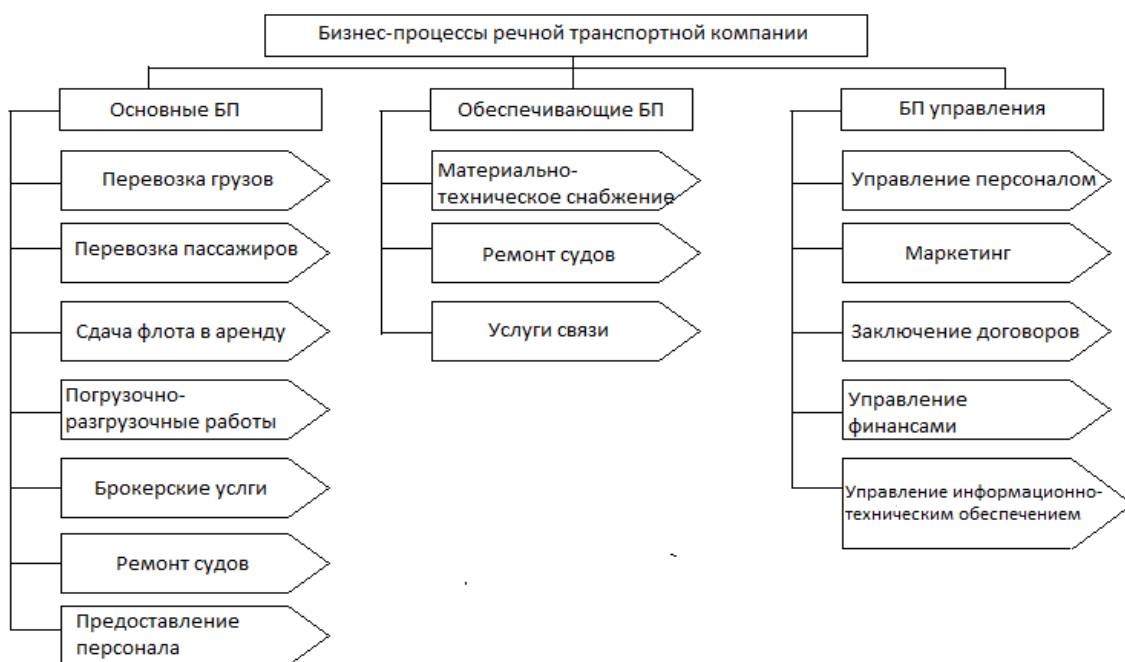 Бизнес-процессы речной транспортной компании
Основные БП
Перевозка грузов
Перевозка пассажиров
Сдача флота в аренду
Погрузочно-
разгрузочные работы
Брокерские услги
Ремонт судов
Предоставление
персонала
Обеспечивающие БП
Материально-
техническое снабжение
Ремонт судов
Услуги связи
БП управления
Управление персоналом
Маркетинг
Заключение договоров
Управление
финансами
Управление информационно-
техническим обеспечением